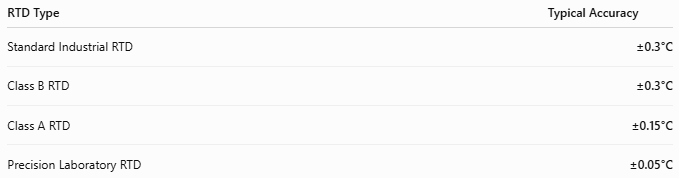 RTD Type Typical Accuracy
Standard Industrial RTD ±0.3°C
Class B RTD ±0.3°C
Class A RTD ±0.15°C
Precision Laboratory RTD ±0.05°C